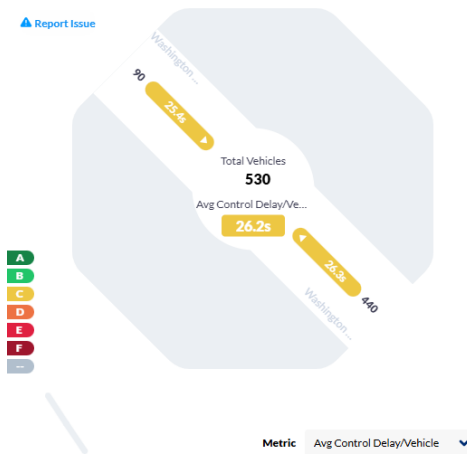 Report Issue
Washington ...
90
25.4s
Total Vehicles
530
Avg Control Delay/Ve...
26.2s
26.3s
440
Washington ...
A
B
C
D
E
F
--
Metric Avg Control Delay/Vehicle